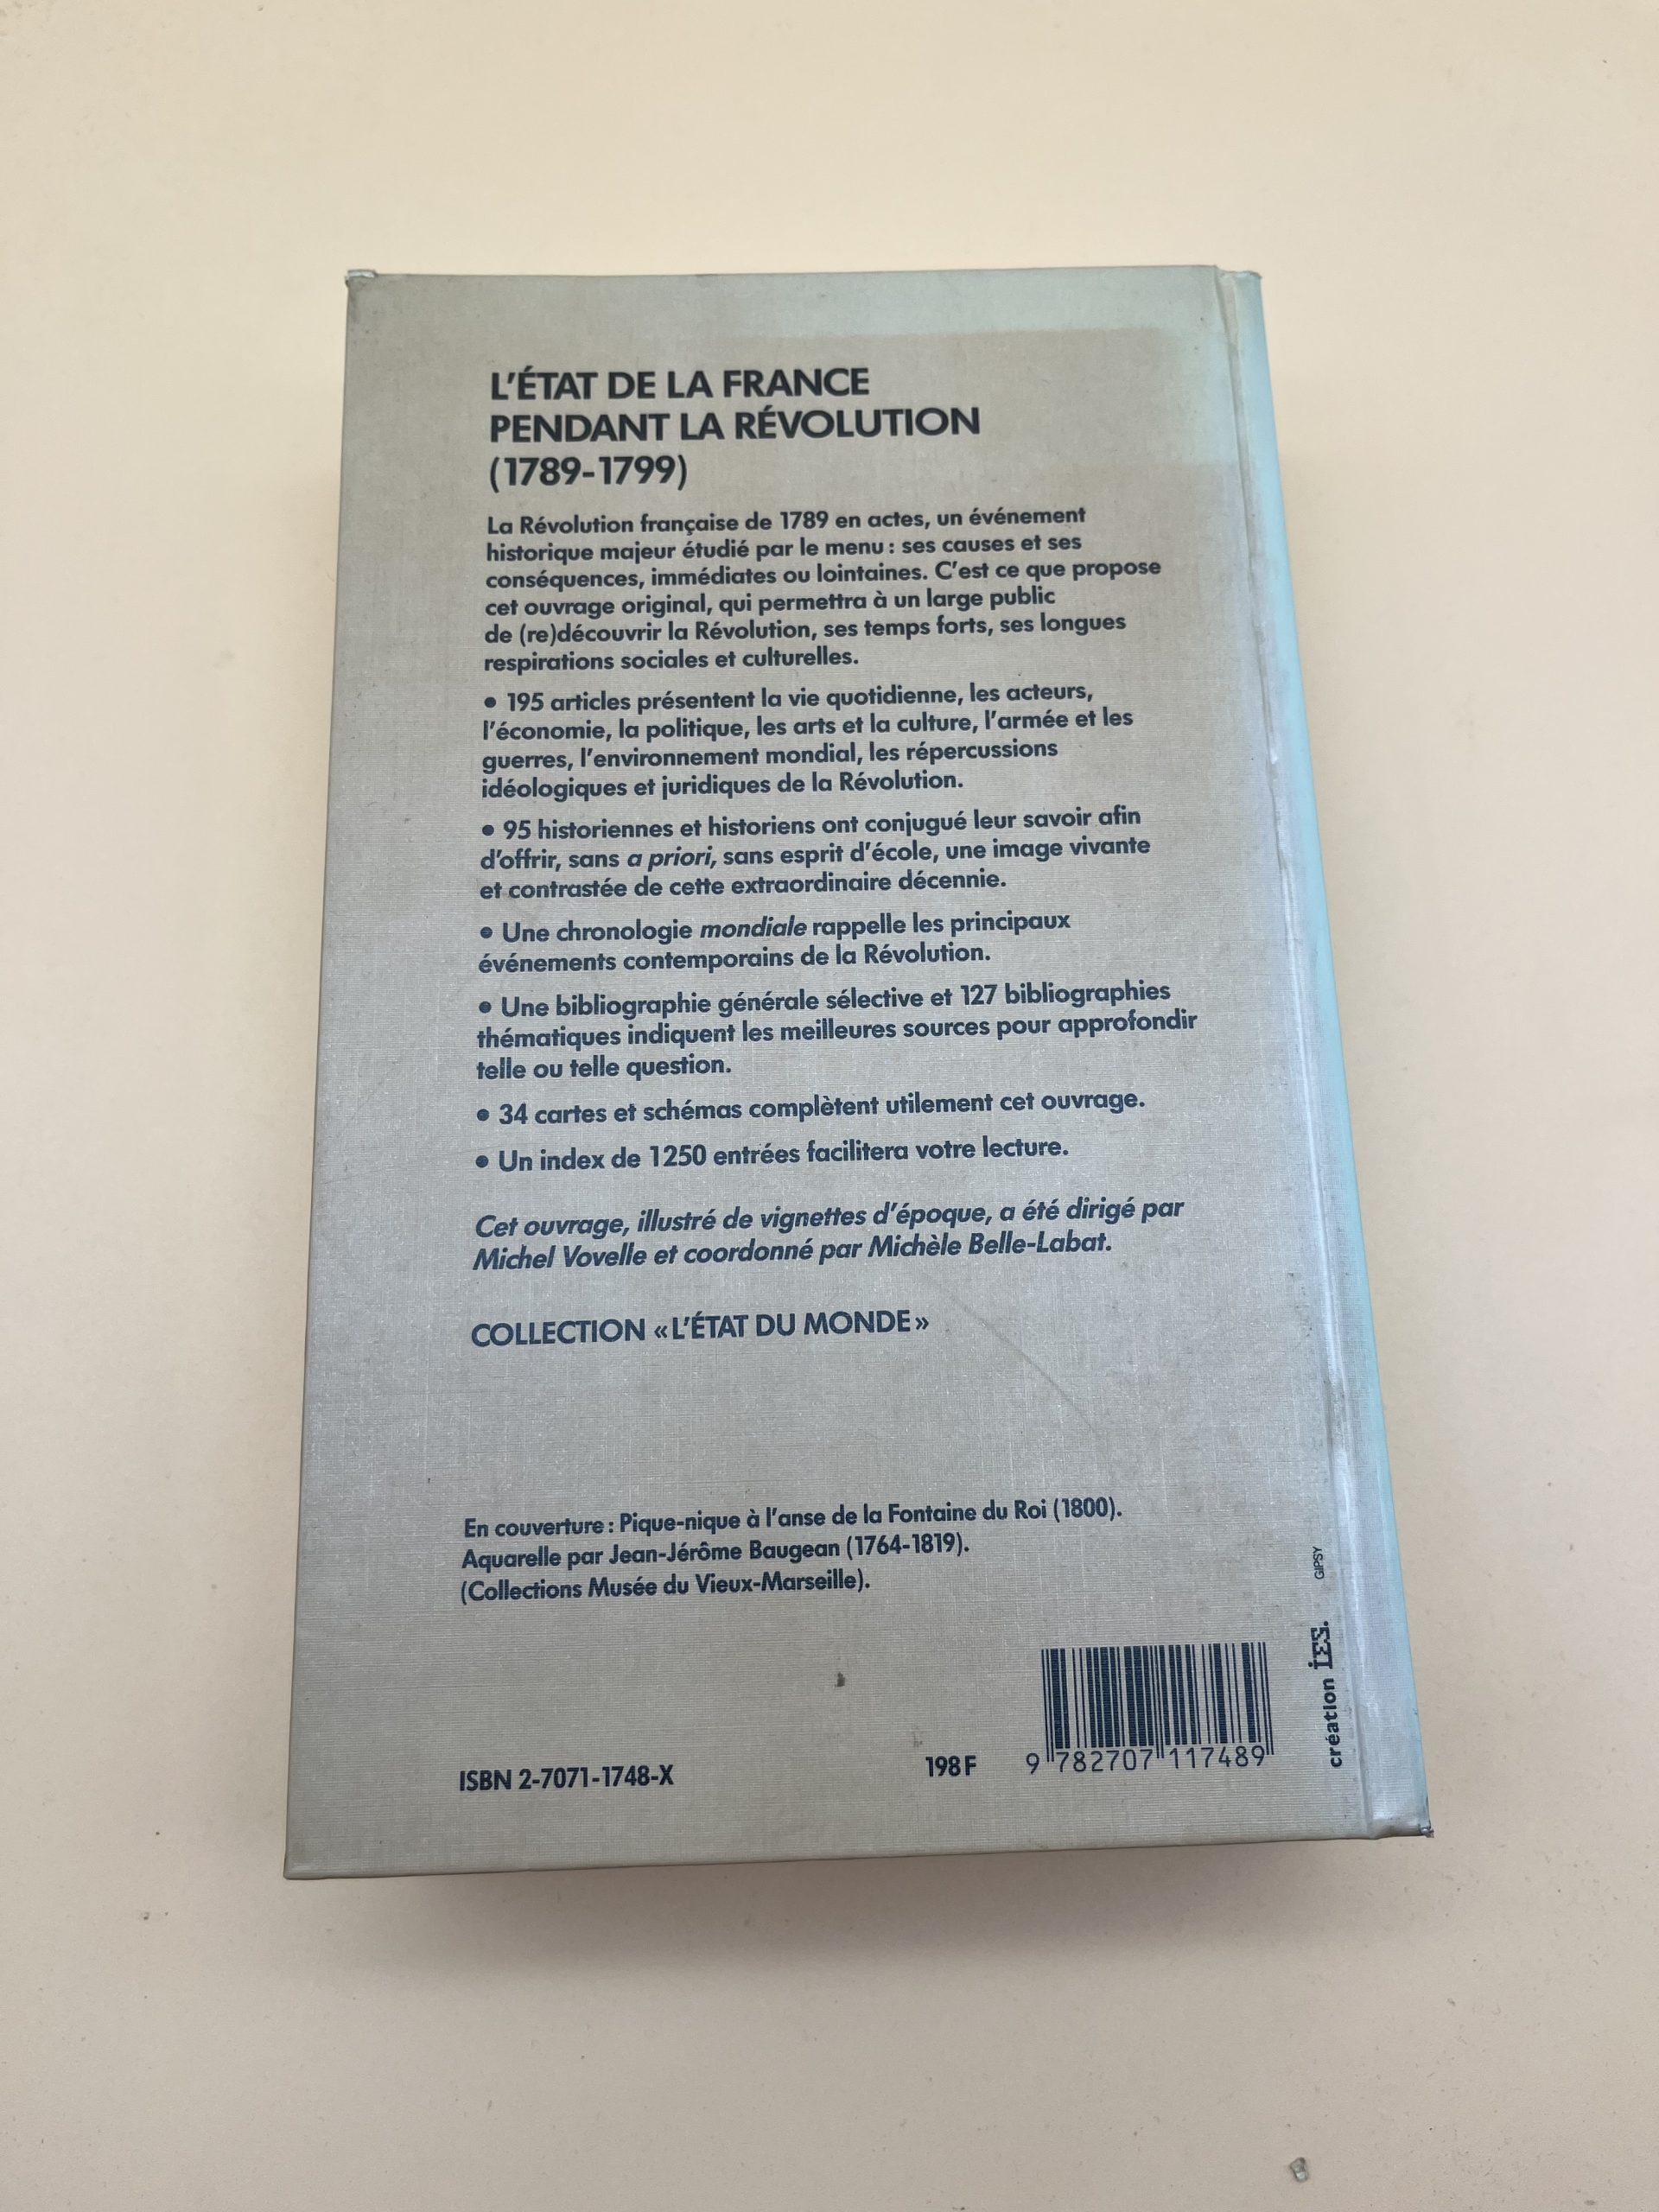 L'ÉTAT DE LA FRANCE
PENDANT LA RÉVOLUTION
(1789-1799)
La Révolution française de 1789 en actes, un événement
historique majeur étudié par le menu : ses causes et ses
conséquences, immédiates ou lointaines. C'est ce que propose
cet ouvrage original, qui permettra à un large public
de (re)découvrir la Révolution, ses temps forts, ses longues
respirations sociales et culturelles.
• 195 articles présentent la vie quotidienne, les acteurs,
l'économie, la politique, les arts et la culture, l'armée et les
guerres, l'environnement mondial, les répercussions
idéologiques et juridiques de la Révolution.
• 95 historiennes et historiens ont conjugué leur savoir afin
d'offrir, sans a priori, sans esprit d'école, une image vivante
et contrastée de cette extraordinaire décennie.
• Une chronologie mondiale rappelle les principaux
événements contemporains de la Révolution.
• Une bibliographie générale sélective et 127 bibliographies
thématiques indiquent les meilleures sources pour approfondir
telle ou telle question.
• 34 cartes et schémas complètent utilement cet ouvrage.
• Un index de 1250 entrées facilitera votre lecture.
Cet ouvrage, illustré de vignettes d'époque, a été dirigé par
Michel Vovelle et coordonné par Michèle Belle-Labat.
COLLECTION «L'ÉTAT DU MONDE»
En couverture : Pique-nique à l'anse de la Fontaine du Roi (1800).
Aquarelle par Jean-Jérôme Baugean (1764-1819).
(Collections Musée du Vieux-Marseille).
ISBN 2-7071-1748-X
198 F
9 782707 117489
création IES.
GIPSY